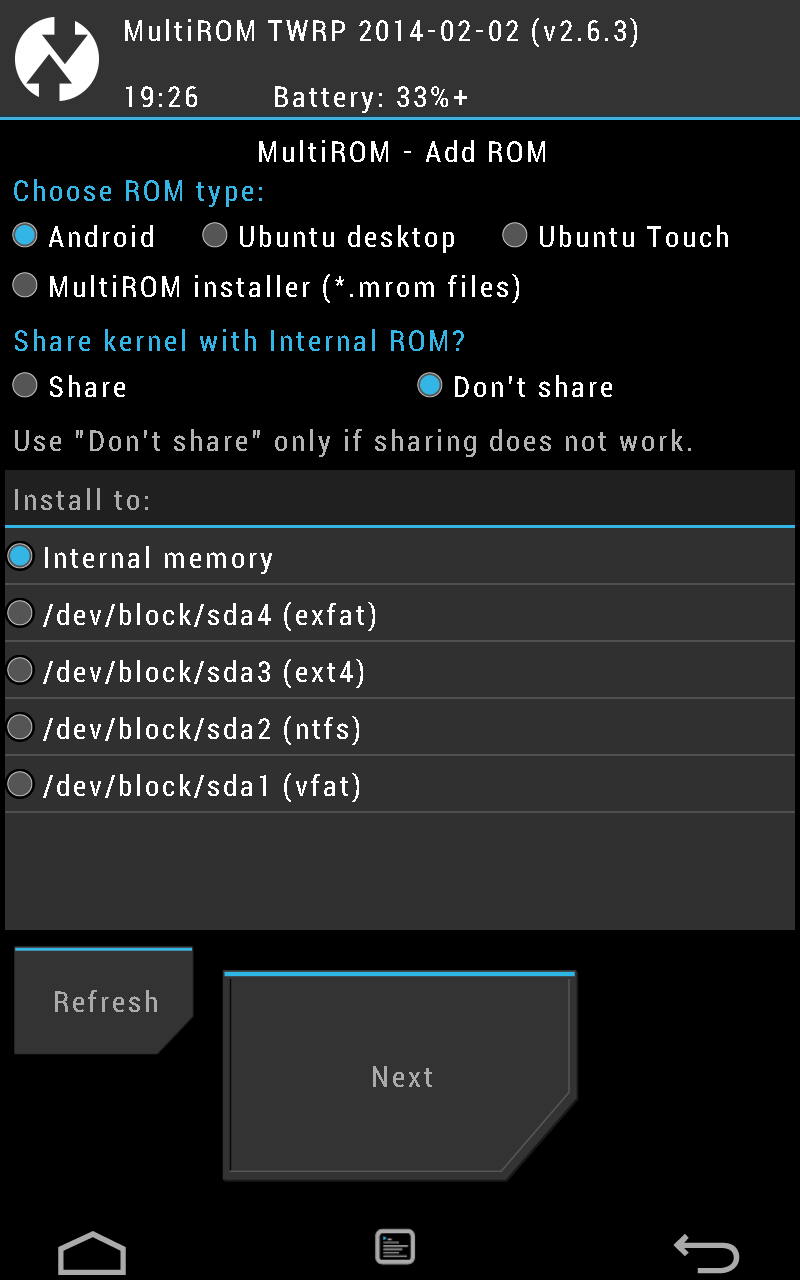 MultiROM TWRP 2014-02-02 (v2.6.3)
19:26 Battery: 33%+
MultiROM - Add ROM
Choose ROM type:
Android Ubuntu desktop Ubuntu Touch
MultiROM installer (*.mrom files)
Share kernel with Internal ROM?
Share Don't share
Use "Don't share" only if sharing does not work.
Install to:
Internal memory
/dev/block/sda4 (exfat)
/dev/block/sda3 (ext4)
/dev/block/sda2 (ntfs)
/dev/block/sda1 (vfat)
Refresh
Next